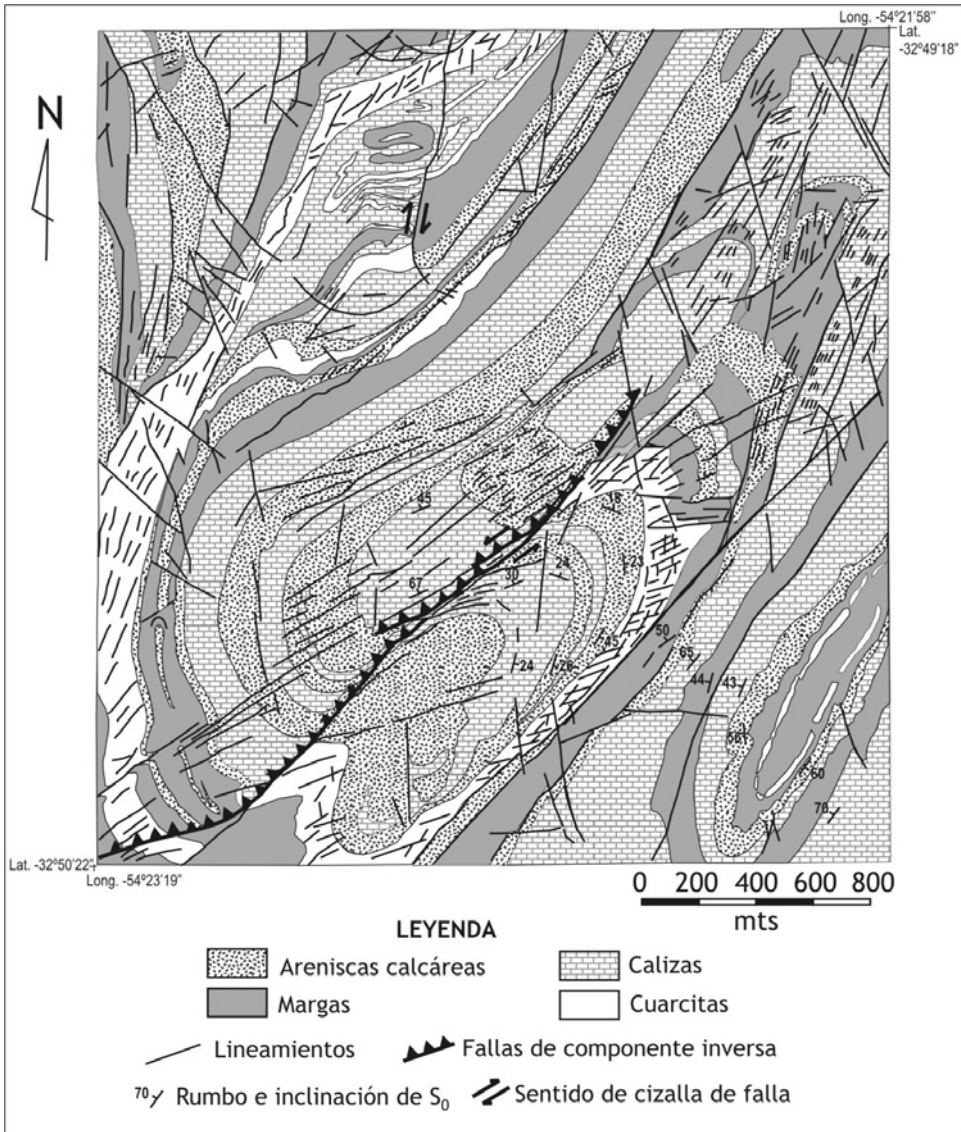 Long. -54º21'58"
Lat.
-32º49'18"
N
45
18
67
30
24
23
24
26
45
50
65
44
43
56
60
70
Lat. -32º50'22"
Long. -54º23'19"
0 200 400 600 800
mts
LEYENDA
Areniscas calcáreas
Calizas
Margas
Cuarcitas
Lineamientos
Fallas de componente inversa
70 Rumbo e inclinación de S0
Sentido de cizalla de falla